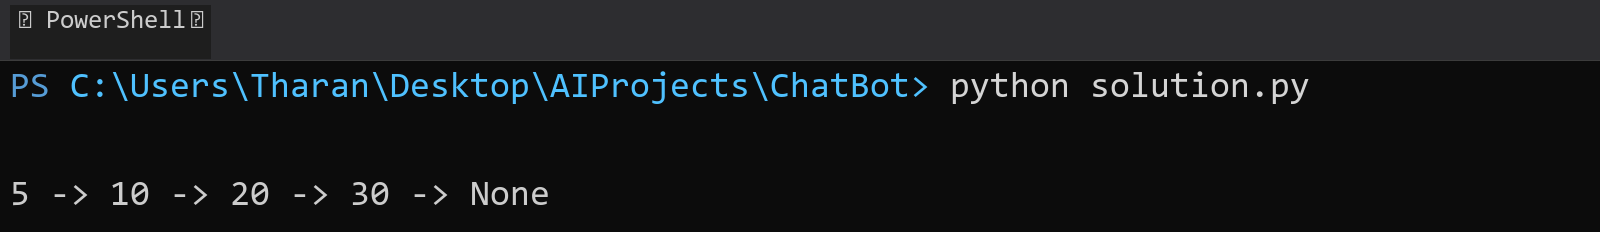 PowerShell
PS C:\Users\Tharan\Desktop\AIProjects\ChatBot> python solution.py
5 -> 10 -> 20 -> 30 -> None